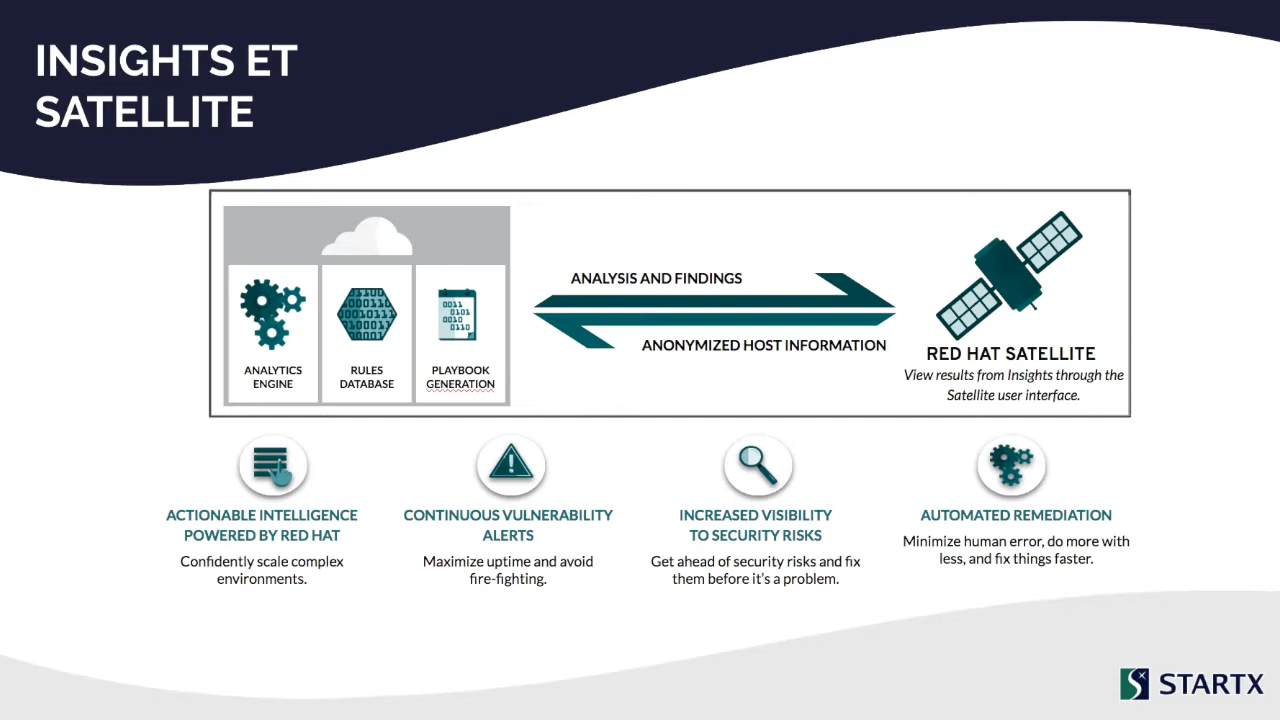 INSIGHTS ET
SATELLITE
ANALYTICS
ENGINE
RULES
DATABASE
PLAYBOOK
GENERATION
ANALYSIS AND FINDINGS
ANONYMIZED HOST INFORMATION
RED HAT SATELLITE
View results from Insights through the
Satellite user interface.
ACTIONABLE INTELLIGENCE
POWERED BY RED HAT
Confidently scale complex
environments.
CONTINUOUS VULNERABILITY
ALERTS
Maximize uptime and avoid
fire-fighting.
INCREASED VISIBILITY
TO SECURITY RISKS
Get ahead of security risks and fix
them before it's a problem.
AUTOMATED REMEDIATION
Minimize human error, do more with
less, and fix things faster.
STARTX